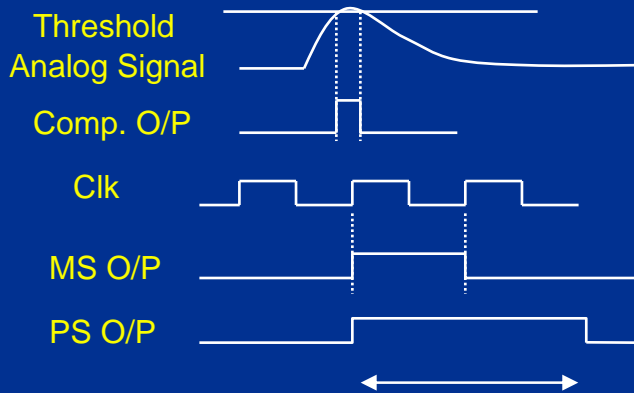 Threshold
Analog Signal
Comp. O/P
Clk
MS O/P
PS O/P